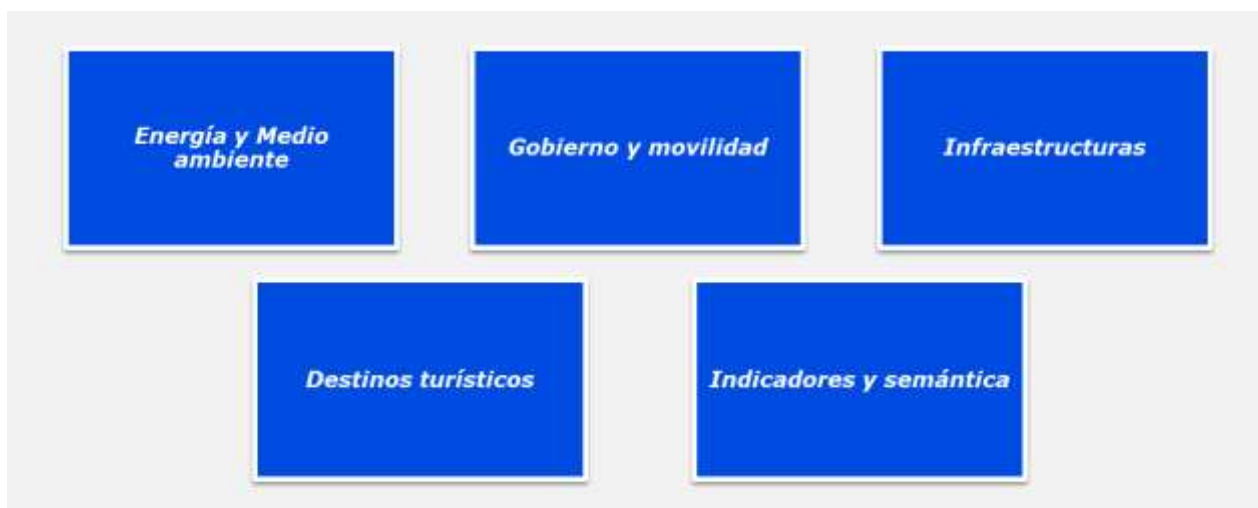 Energía y Medio
ambiente
Gobierno y movilidad
Infraestructuras
Destinos turísticos
Indicadores y semántica